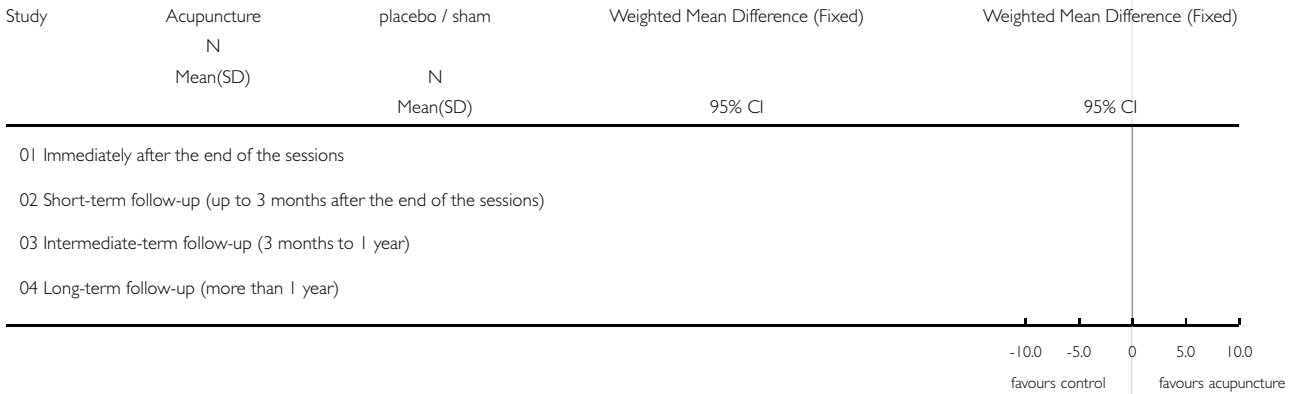 Study Acupuncture placebo / sham Weighted Mean Difference (Fixed) Weighted Mean Difference (Fixed)
N
Mean(SD) N
Mean(SD) 95% CI 95% CI
01 Immediately after the end of the sessions
02 Short-term follow-up (up to 3 months after the end of the sessions)
03 Intermediate-term follow-up (3 months to 1 year)
04 Long-term follow-up (more than 1 year)
-10.0 -5.0 0 5.0 10.0
favours control favours acupuncture